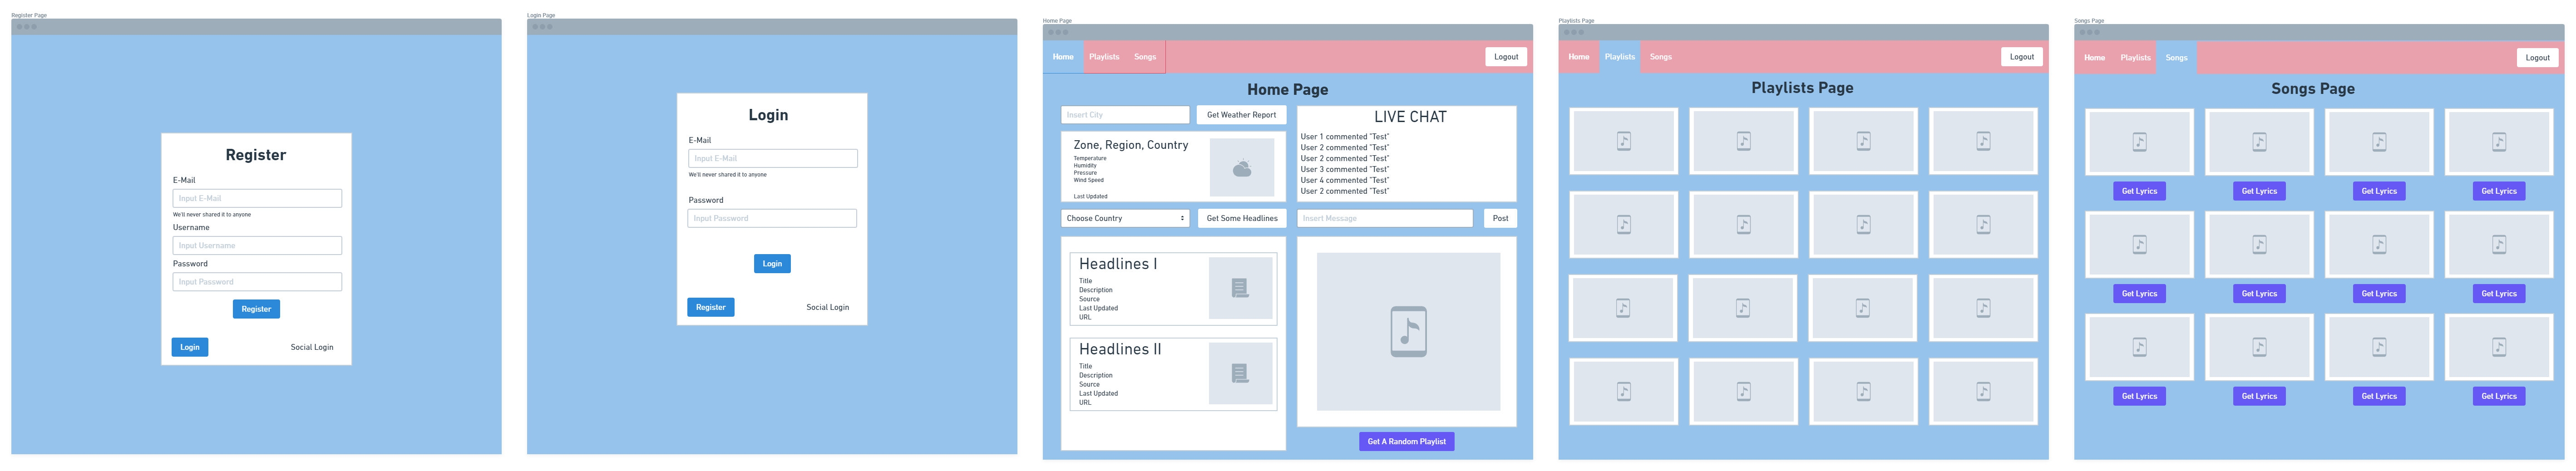 Register Page
Register
E-Mail
Input E-Mail
We'll never shared it to anyone
Username
Input Username
Password
Input Password
Register
Login
Social Login
Login Page
Login
E-Mail
Input E-Mail
We'll never shared it to anyone
Password
Input Password
Login
Register
Social Login
Home Page
Home
Playlists
Songs
Logout
Home Page
Insert City
Get Weather Report
Zone, Region, Country
Temperature
Humidity
Pressure
Wind Speed
Last Updated
LIVE CHAT
User 1 commented "Test"
User 2 commented "Test"
User 2 commented "Test"
User 3 commented "Test"
User 4 commented "Test"
User 2 commented "Test"
Choose Country
Get Some Headlines
Insert Message
Post
Headlines I
Title
Description
Source
Last Updated
URL
Headlines II
Title
Description
Source
Last Updated
URL
Get A Random Playlist
Playlists Page
Home
Playlists
Songs
Logout
Playlists Page
Songs Page
Home
Playlists
Songs
Logout
Songs Page
Get Lyrics
Get Lyrics
Get Lyrics
Get Lyrics
Get Lyrics
Get Lyrics
Get Lyrics
Get Lyrics
Get Lyrics
Get Lyrics
Get Lyrics
Get Lyrics